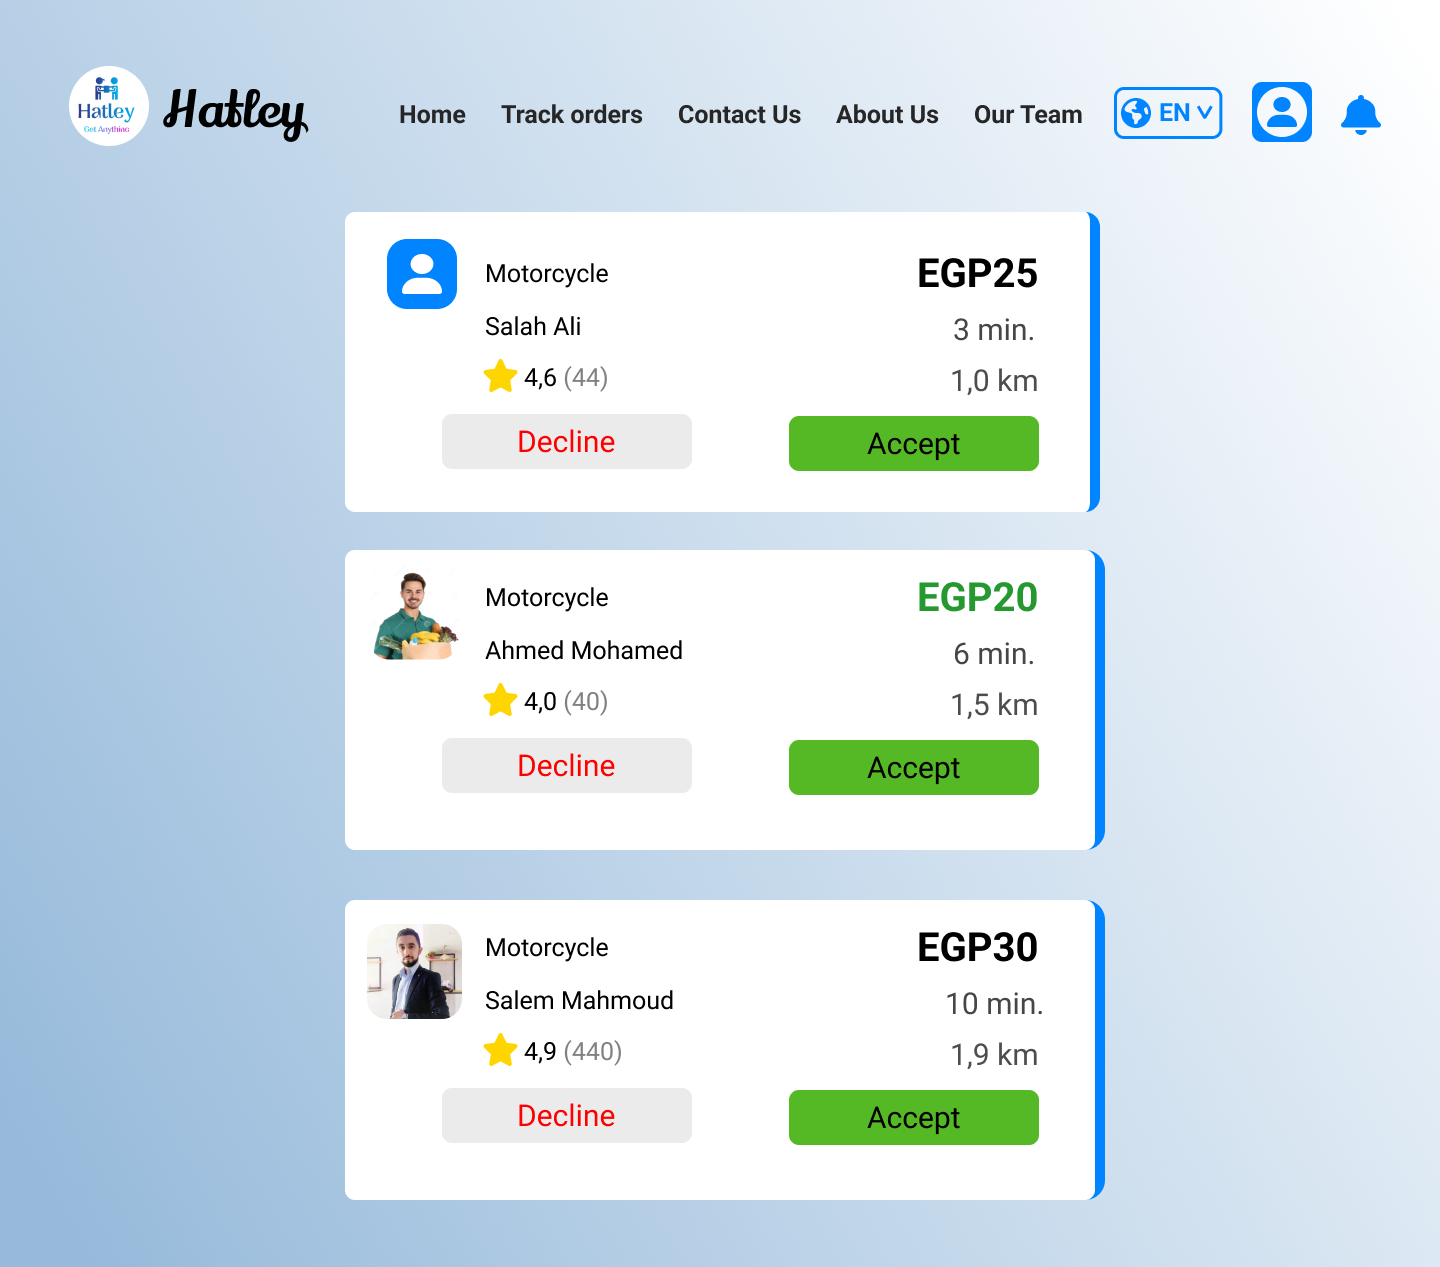 Hatley
Get Anything
Hatley
Home Track orders Contact Us About Us Our Team EN
Motorcycle
EGP25
Salah Ali
3 min.
4,6 (44)
1,0 km
Decline
Accept
Motorcycle
EGP20
Ahmed Mohamed
6 min.
4,0 (40)
1,5 km
Decline
Accept
Motorcycle
EGP30
Salem Mahmoud
10 min.
4,9 (440)
1,9 km
Decline
Accept